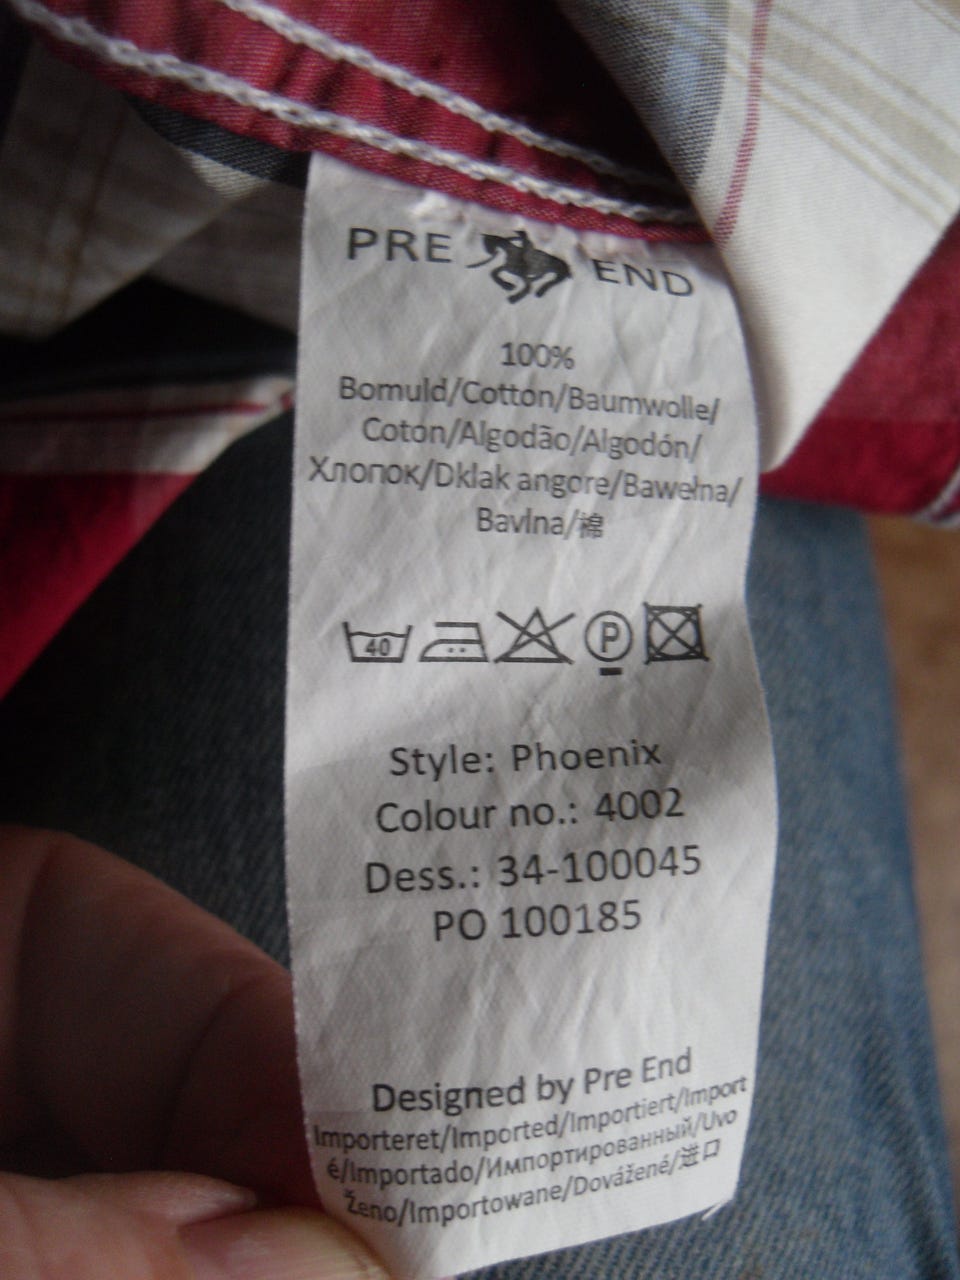 PRE END
100%
Bomuld/Cotton/Baumwolle/
Coton/Algodão/Algodón/
Хлопок/Dklak angore/Bawełna/
Bavlna/棉
40 P
Style: Phoenix
Colour no.: 4002
Dess.: 34-100045
PO 100185
Designed by Pre End
Importeret/Imported/Importiert/Import
é/Importado/Импортированный/Uvo
Ženo/Importowane/Dovážené/进口